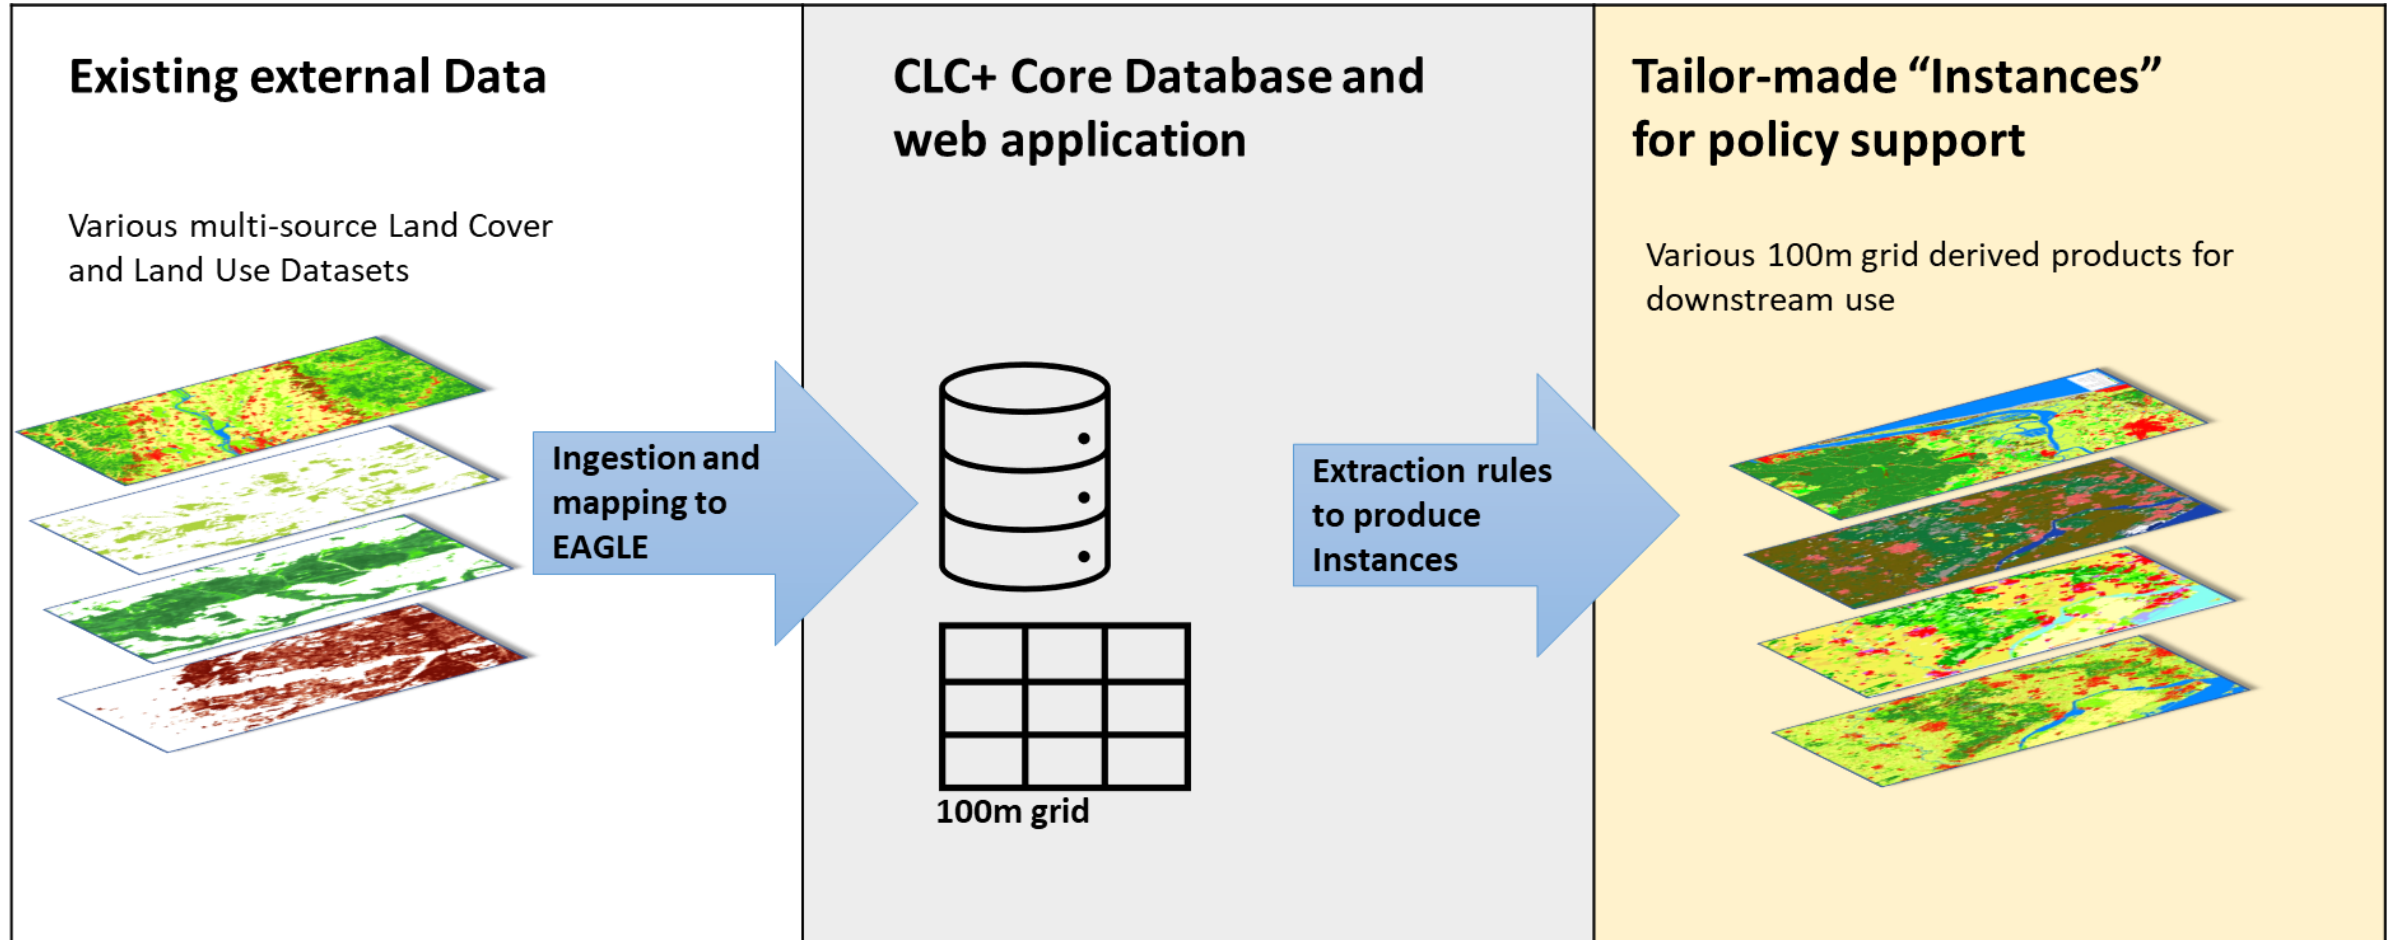 Existing external Data
Various multi-source Land Cover
and Land Use Datasets
Ingestion and
mapping to
EAGLE
CLC+ Core Database and
web application
100m grid
Extraction rules
to produce
Instances
Tailor-made “Instances”
for policy support
Various 100m grid derived products for
downstream use